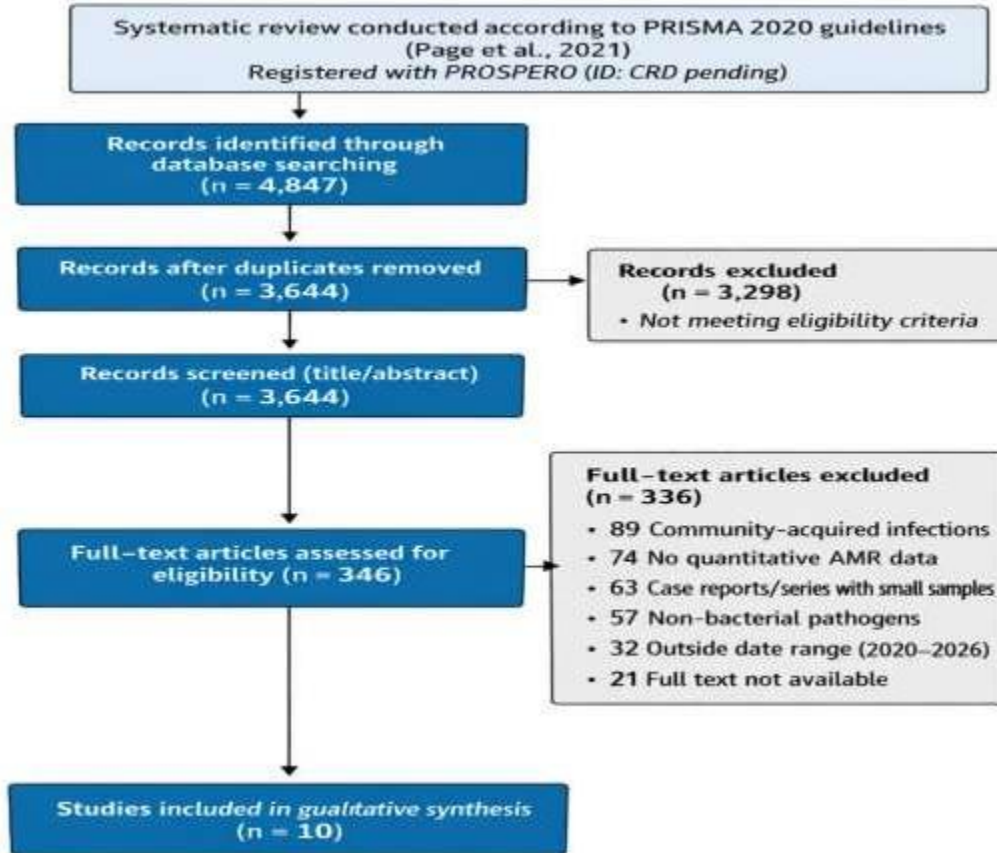 Systematic review conducted according to PRISMA 2020 guidelines
(Page et al., 2021)
Registered with PROSPERO (ID: CRD pending)
Records identified through
database searching
(n = 4,847)
Records after duplicates removed
(n = 3,644)
Records excluded
(n = 3,298)
• Not meeting eligibility criteria
Records screened (title/abstract)
(n = 3,644)
Full-text articles assessed for
eligibility (n = 346)
Full-text articles excluded
(n = 336)
• 89 Community-acquired infections
• 74 No quantitative AMR data
• 63 Case reports/series with small samples
• 57 Non-bacterial pathogens
• 32 Outside date range (2020–2026)
• 21 Full text not available
Studies included in qualitative synthesis
(n = 10)